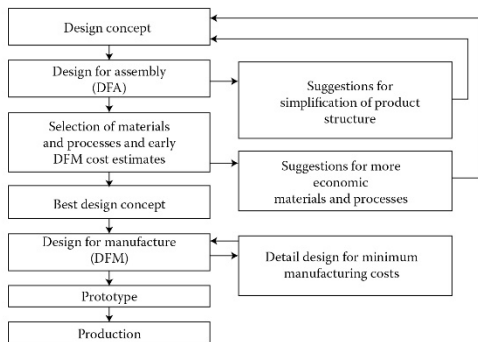 Design concept
Design for assembly
(DFA)
Suggestions for
simplification of product
structure
Selection of materials
and processes and early
DFM cost estimates
Suggestions for more
economic
materials and processes
Best design concept
Design for manufacture
(DFM)
Detail design for minimum
manufacturing costs
Prototype
Production